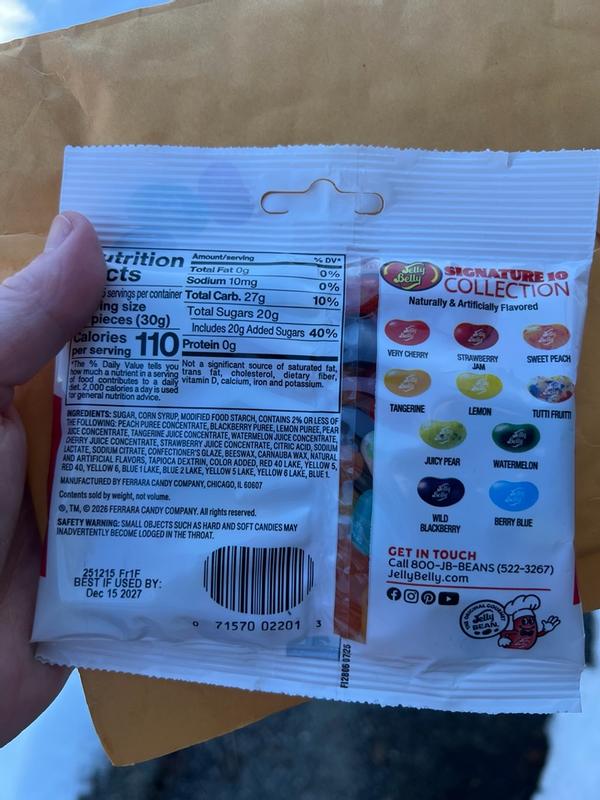 utrition
cts
5 servings per container
ing size
pieces (30g)
Calories
per serving 110
*The % Daily Value tells you
how much a nutrient in a serving
of food contributes to a daily
diet. 2,000 calories a day is used
for general nutrition advice.
Amount/serving % DV*
Total Fat 0g 0%
Sodium 10mg 0%
Total Carb. 27g 10%
Total Sugars 20g
Includes 20g Added Sugars 40%
Protein 0g
Not a significant source of saturated fat,
trans fat, cholesterol, dietary fiber,
vitamin D, calcium, iron and potassium.
INGREDIENTS: SUGAR, CORN SYRUP, MODIFIED FOOD STARCH, CONTAINS 2% OR LESS OF
THE FOLLOWING: PEACH PUREE CONCENTRATE, BLACKBERRY PUREE, LEMON PUREE, PEAR
JUICE CONCENTRATE, TANGERINE JUICE CONCENTRATE, WATERMELON JUICE CONCENTRATE,
CHERRY JUICE CONCENTRATE, STRAWBERRY JUICE CONCENTRATE, CITRIC ACID, SODIUM
LACTATE, SODIUM CITRATE, CONFECTIONER'S GLAZE, BEESWAX, CARNAUBA WAX, NATURAL
AND ARTIFICIAL FLAVORS, TAPIOCA DEXTRIN, COLOR ADDED, RED 40 LAKE, YELLOW 5,
RED 40, YELLOW 6, BLUE 1 LAKE, BLUE 2 LAKE, YELLOW 5 LAKE, YELLOW 6 LAKE, BLUE 1.
MANUFACTURED BY FERRARA CANDY COMPANY, CHICAGO, IL 60607
Contents sold by weight, not volume.
®, TM, © 2026 FERRARA CANDY COMPANY. All rights reserved.
SAFETY WARNING: SMALL OBJECTS SUCH AS HARD AND SOFT CANDIES MAY
INADVERTENTLY BECOME LODGED IN THE THROAT.
251215 Fr1F
BEST IF USED BY:
Dec 15 2027
0 71570 02201 3
F12806 0725
Jelly
Belly
SIGNATURE 10
COLLECTION
Naturally & Artificially Flavored
VERY CHERRY
STRAWBERRY
JAM
SWEET PEACH
TANGERINE
LEMON
TUTTI FRUTTI
JUICY PEAR
WATERMELON
WILD
BLACKBERRY
BERRY BLUE
GET IN TOUCH
Call 800-JB-BEANS (522-3267)
JellyBelly.com
THE ORIGINAL GOURMET
Jelly
BEAN